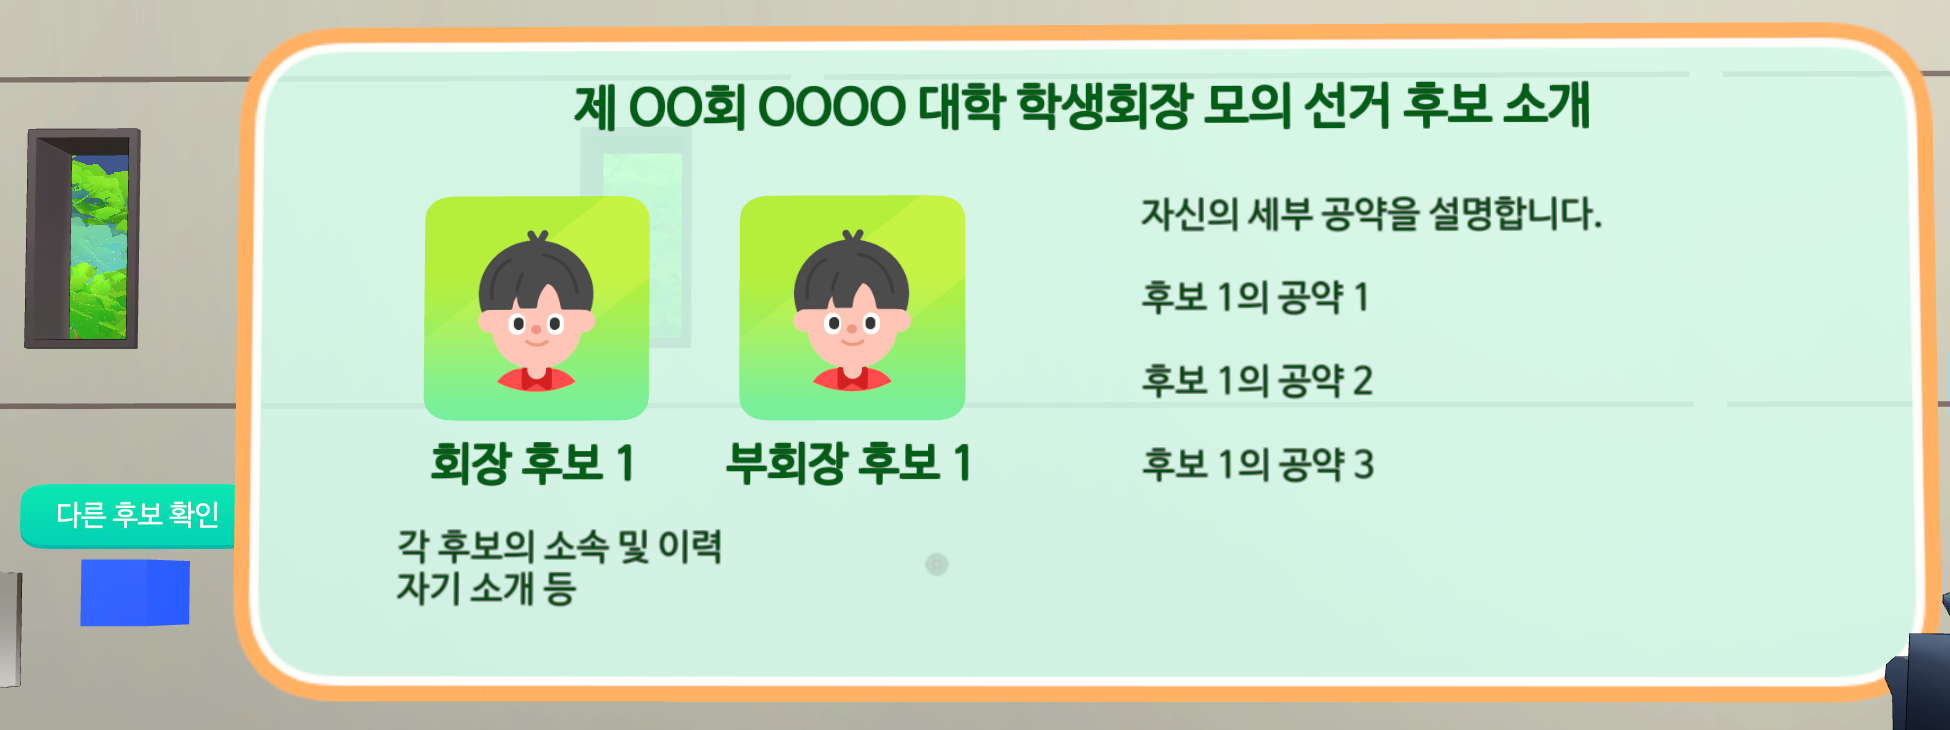 제 OO회 OOOO 대학 학생회장 모의 선거 후보 소개
회장 후보 1
부회장 후보 1
각 후보의 소속 및 이력
자기 소개 등
자신의 세부 공약을 설명합니다.
후보 1의 공약 1
후보 1의 공약 2
후보 1의 공약 3
다른 후보 확인